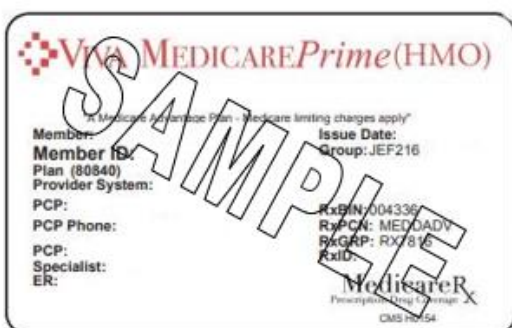 VIVA MEDICARE Prime (HMO)
"A Medicare Advantage Plan - Medicare limiting charges apply"
Member:
Member ID:
Plan (80840)
Provider System:
PCP:
PCP Phone:
PCP:
Specialist:
ER:
Issue Date:
Group: JEF216
RxBIN: 004336
RxPCN: MEDDADV
RxGRP: RX7816
RxID:
MedicareRx
Prescription Drug Coverage
CMS H0154
SAMPLE